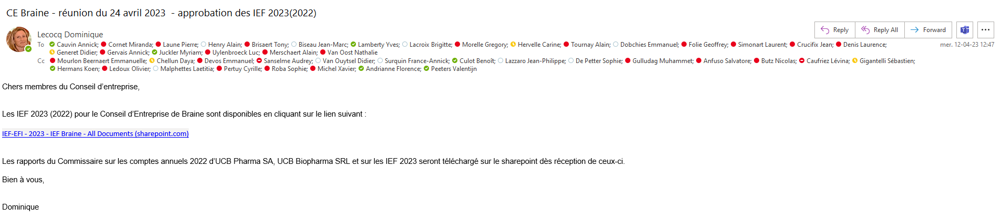 CE Braine - réunion du 24 avril 2023 - approbation des IEF 2023(2022)
Lecocq Dominique
Reply
Reply All
Forward
To Cauvin Annick; Cornet Miranda; Laune Pierre; Henry Alain; Brisaert Tony; Biseau Jean-Marc; Lamberty Yves; Lacroix Brigitte; Morelle Gregory; Hervelle Carine; Tournay Alain; Dobchies Emmanuel; Folie Geoffrey; Simonart Laurent; Crucifix Jean; Denis Laurence;
mer. 12-04-23 12:47
Generet Didier; Gervais Annick; Juckler Myriam; Uylenbroeck Luc; Merschaert Alain; Van Oost Nathalie
Cc Mourlon Beernaert Emmanuelle; Chellun Daya; Devos Emmanuel; Sanselme Audrey; Van Ouytsel Didier; Surquin France-Annick; Culot Benoît; Lazzaro Jean-Philippe; De Petter Sophie; Gulludag Muhammet; Anfuso Salvatore; Butz Nicolas; Caufriez Lévina; Gigantelli Sébastien;
Hermans Koen; Ledoux Olivier; Malphettes Laetitia; Pertuy Cyrille; Roba Sophie; Michel Xavier; Andrianne Florence; Peeters Valentijn
Chers membres du Conseil d'entreprise,
Les IEF 2023 (2022) pour le Conseil d'Entreprise de Braine sont disponibles en cliquant sur le lien suivant :
IEF-EFI - 2023 - IEF Braine - All Documents (sharepoint.com)
Les rapports du Commissaire sur les comptes annuels 2022 d'UCB Pharma SA, UCB Biopharma SRL et sur les IEF 2023 seront téléchargé sur le sharepoint dès réception de ceux-ci.
Bien à vous,
Dominique